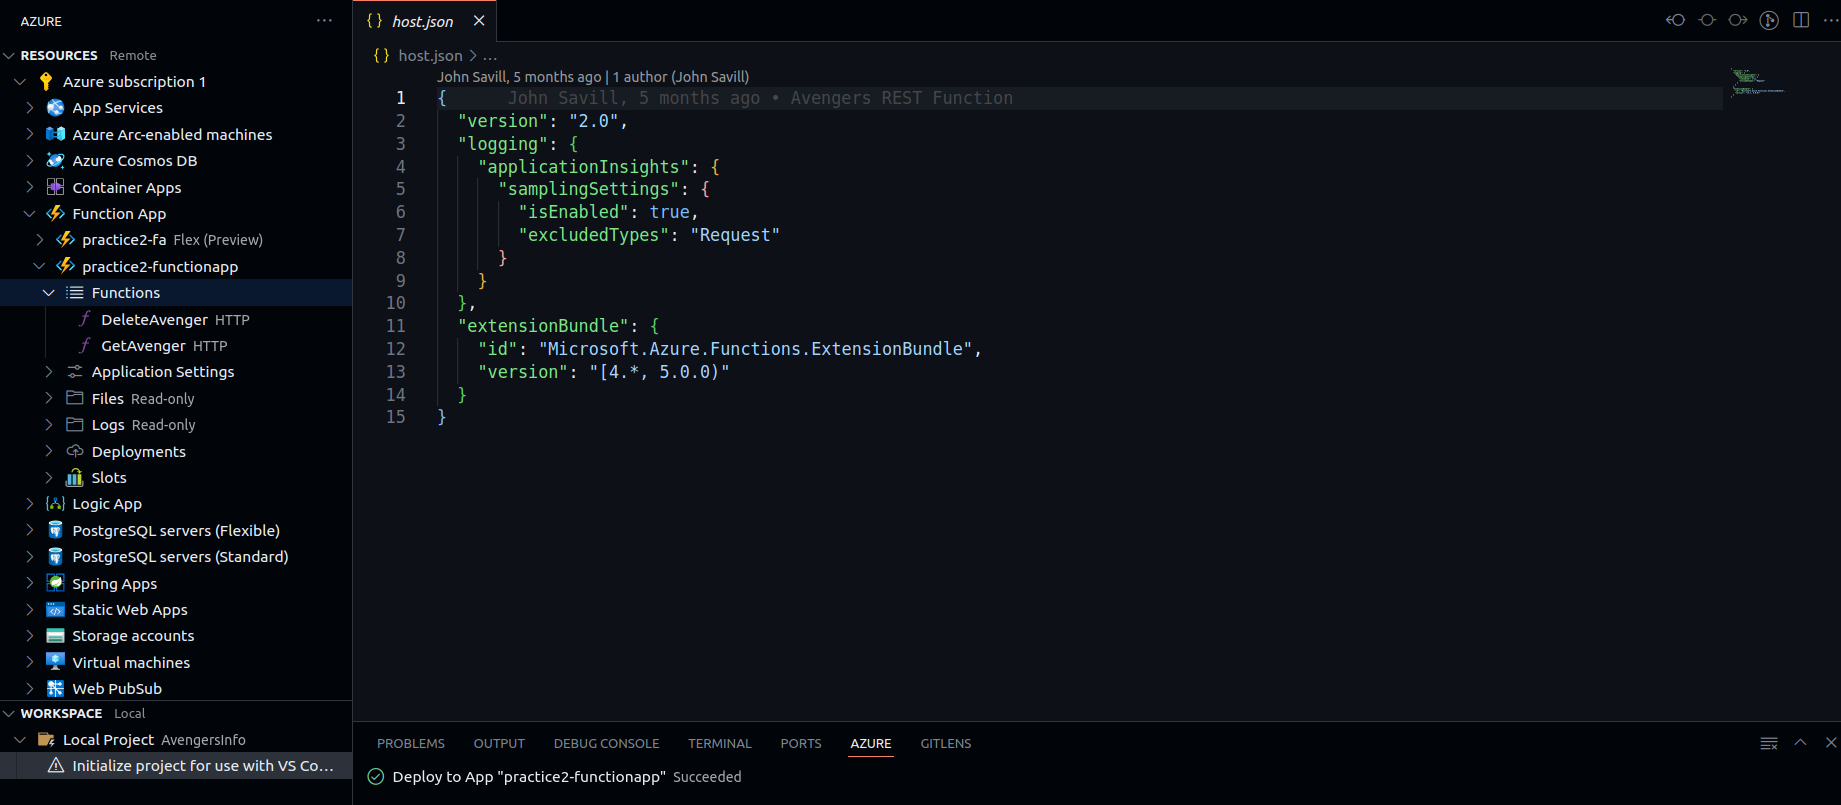 AZURE
···
RESOURCES Remote
Azure subscription 1
App Services
Azure Arc-enabled machines
Azure Cosmos DB
Container Apps
Function App
practice2-fa Flex (Preview)
practice2-functionapp
Functions
DeleteAvenger HTTP
GetAvenger HTTP
Application Settings
Files Read-only
Logs Read-only
Deployments
Slots
Logic App
PostgreSQL servers (Flexible)
PostgreSQL servers (Standard)
Spring Apps
Static Web Apps
Storage accounts
Virtual machines
Web PubSub
WORKSPACE Local
Local Project AvengersInfo
Initialize project for use with VS Co...
{} host.json
{} host.json > ...
John Savill, 5 months ago | 1 author (John Savill)
1 { John Savill, 5 months ago • Avengers REST Function
2 "version": "2.0",
3 "logging": {
4 "applicationInsights": {
5 "samplingSettings": {
6 "isEnabled": true,
7 "excludedTypes": "Request"
8 }
9 }
10 },
11 "extensionBundle": {
12 "id": "Microsoft.Azure.Functions.ExtensionBundle",
13 "version": "[4.*, 5.0.0)"
14 }
15 }
PROBLEMS OUTPUT DEBUG CONSOLE TERMINAL PORTS AZURE GITLENS
Deploy to App "practice2-functionapp" Succeeded